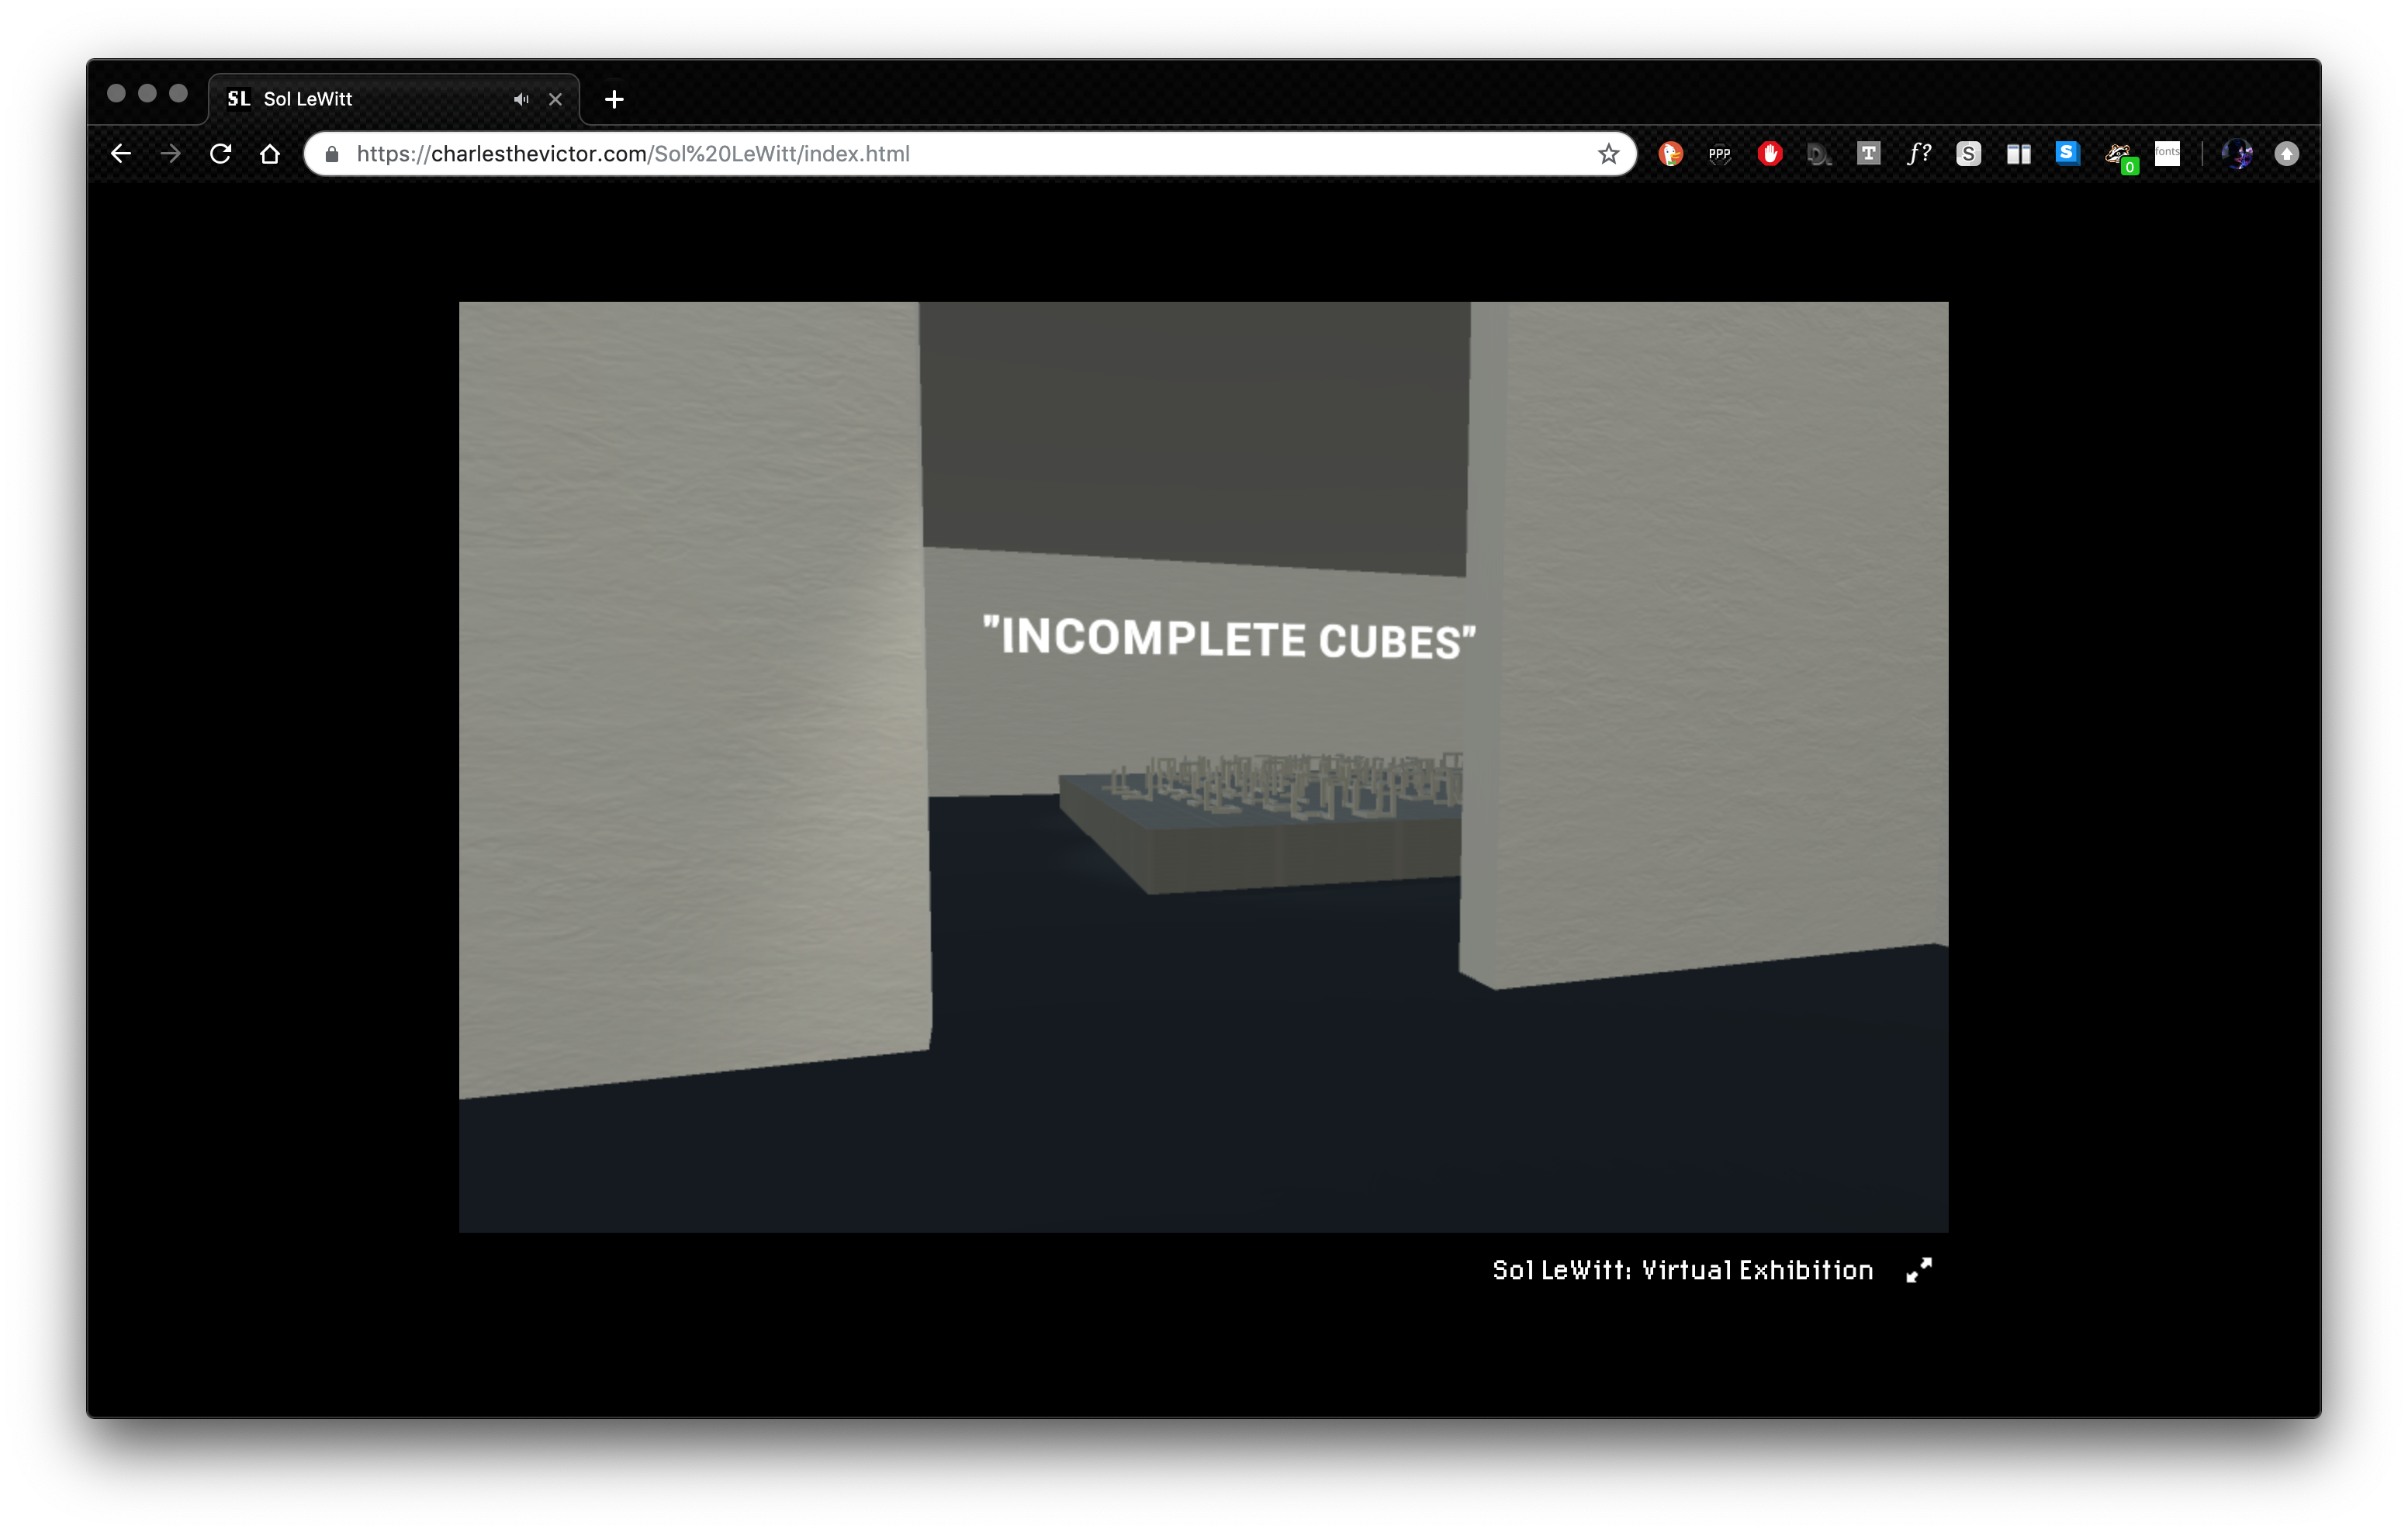 SL Sol LeWitt
https://charlesthevictor.com/Sol%20LeWitt/index.html
PPP
D.
T
f?
S
S
0
fonts
"INCOMPLETE CUBES"
Sol LeWitt: Virtual Exhibition